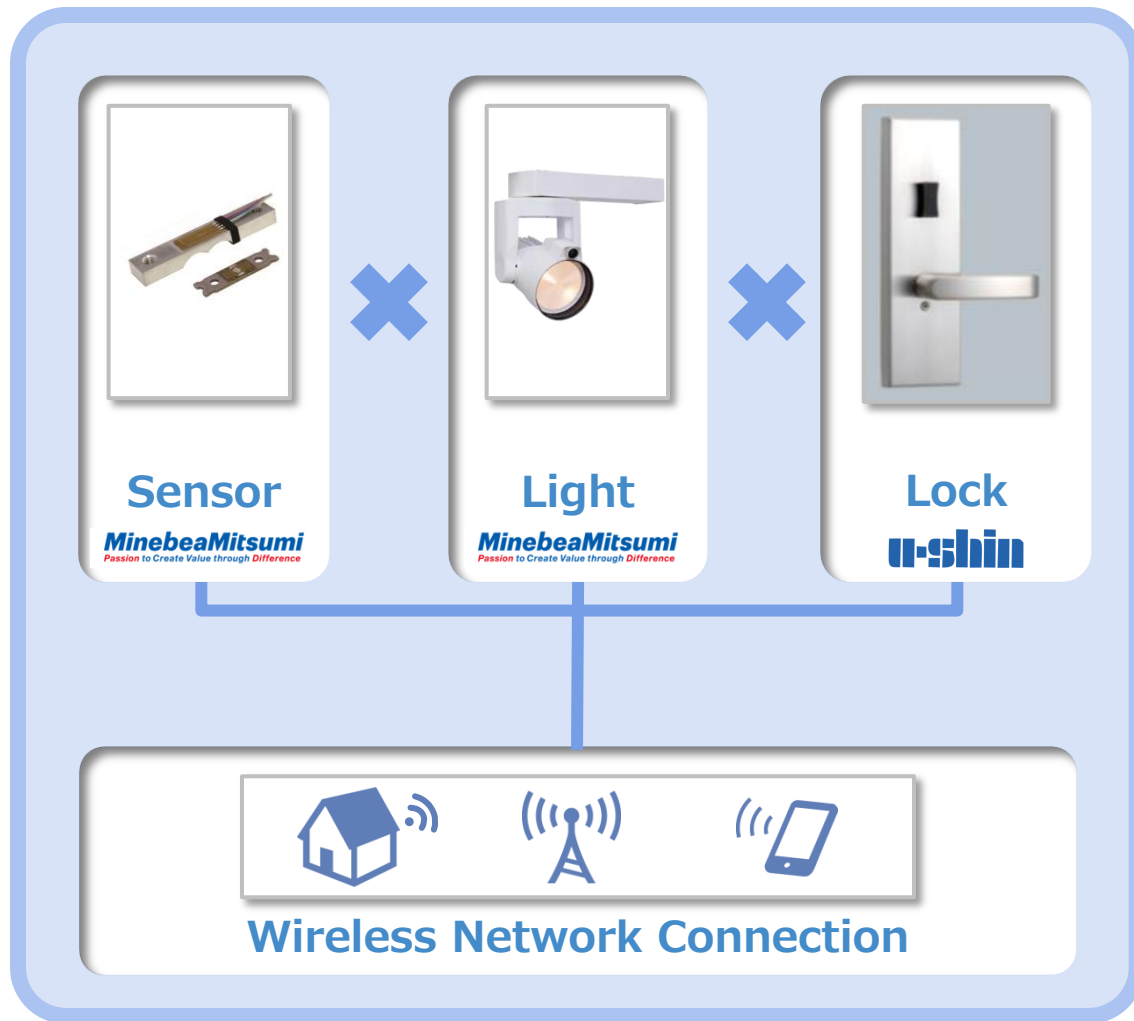 Sensor
MinebeaMitsumi
Passion to Create Value through Difference
Light
MinebeaMitsumi
Passion to Create Value through Difference
Lock
u-shin
Wireless Network Connection